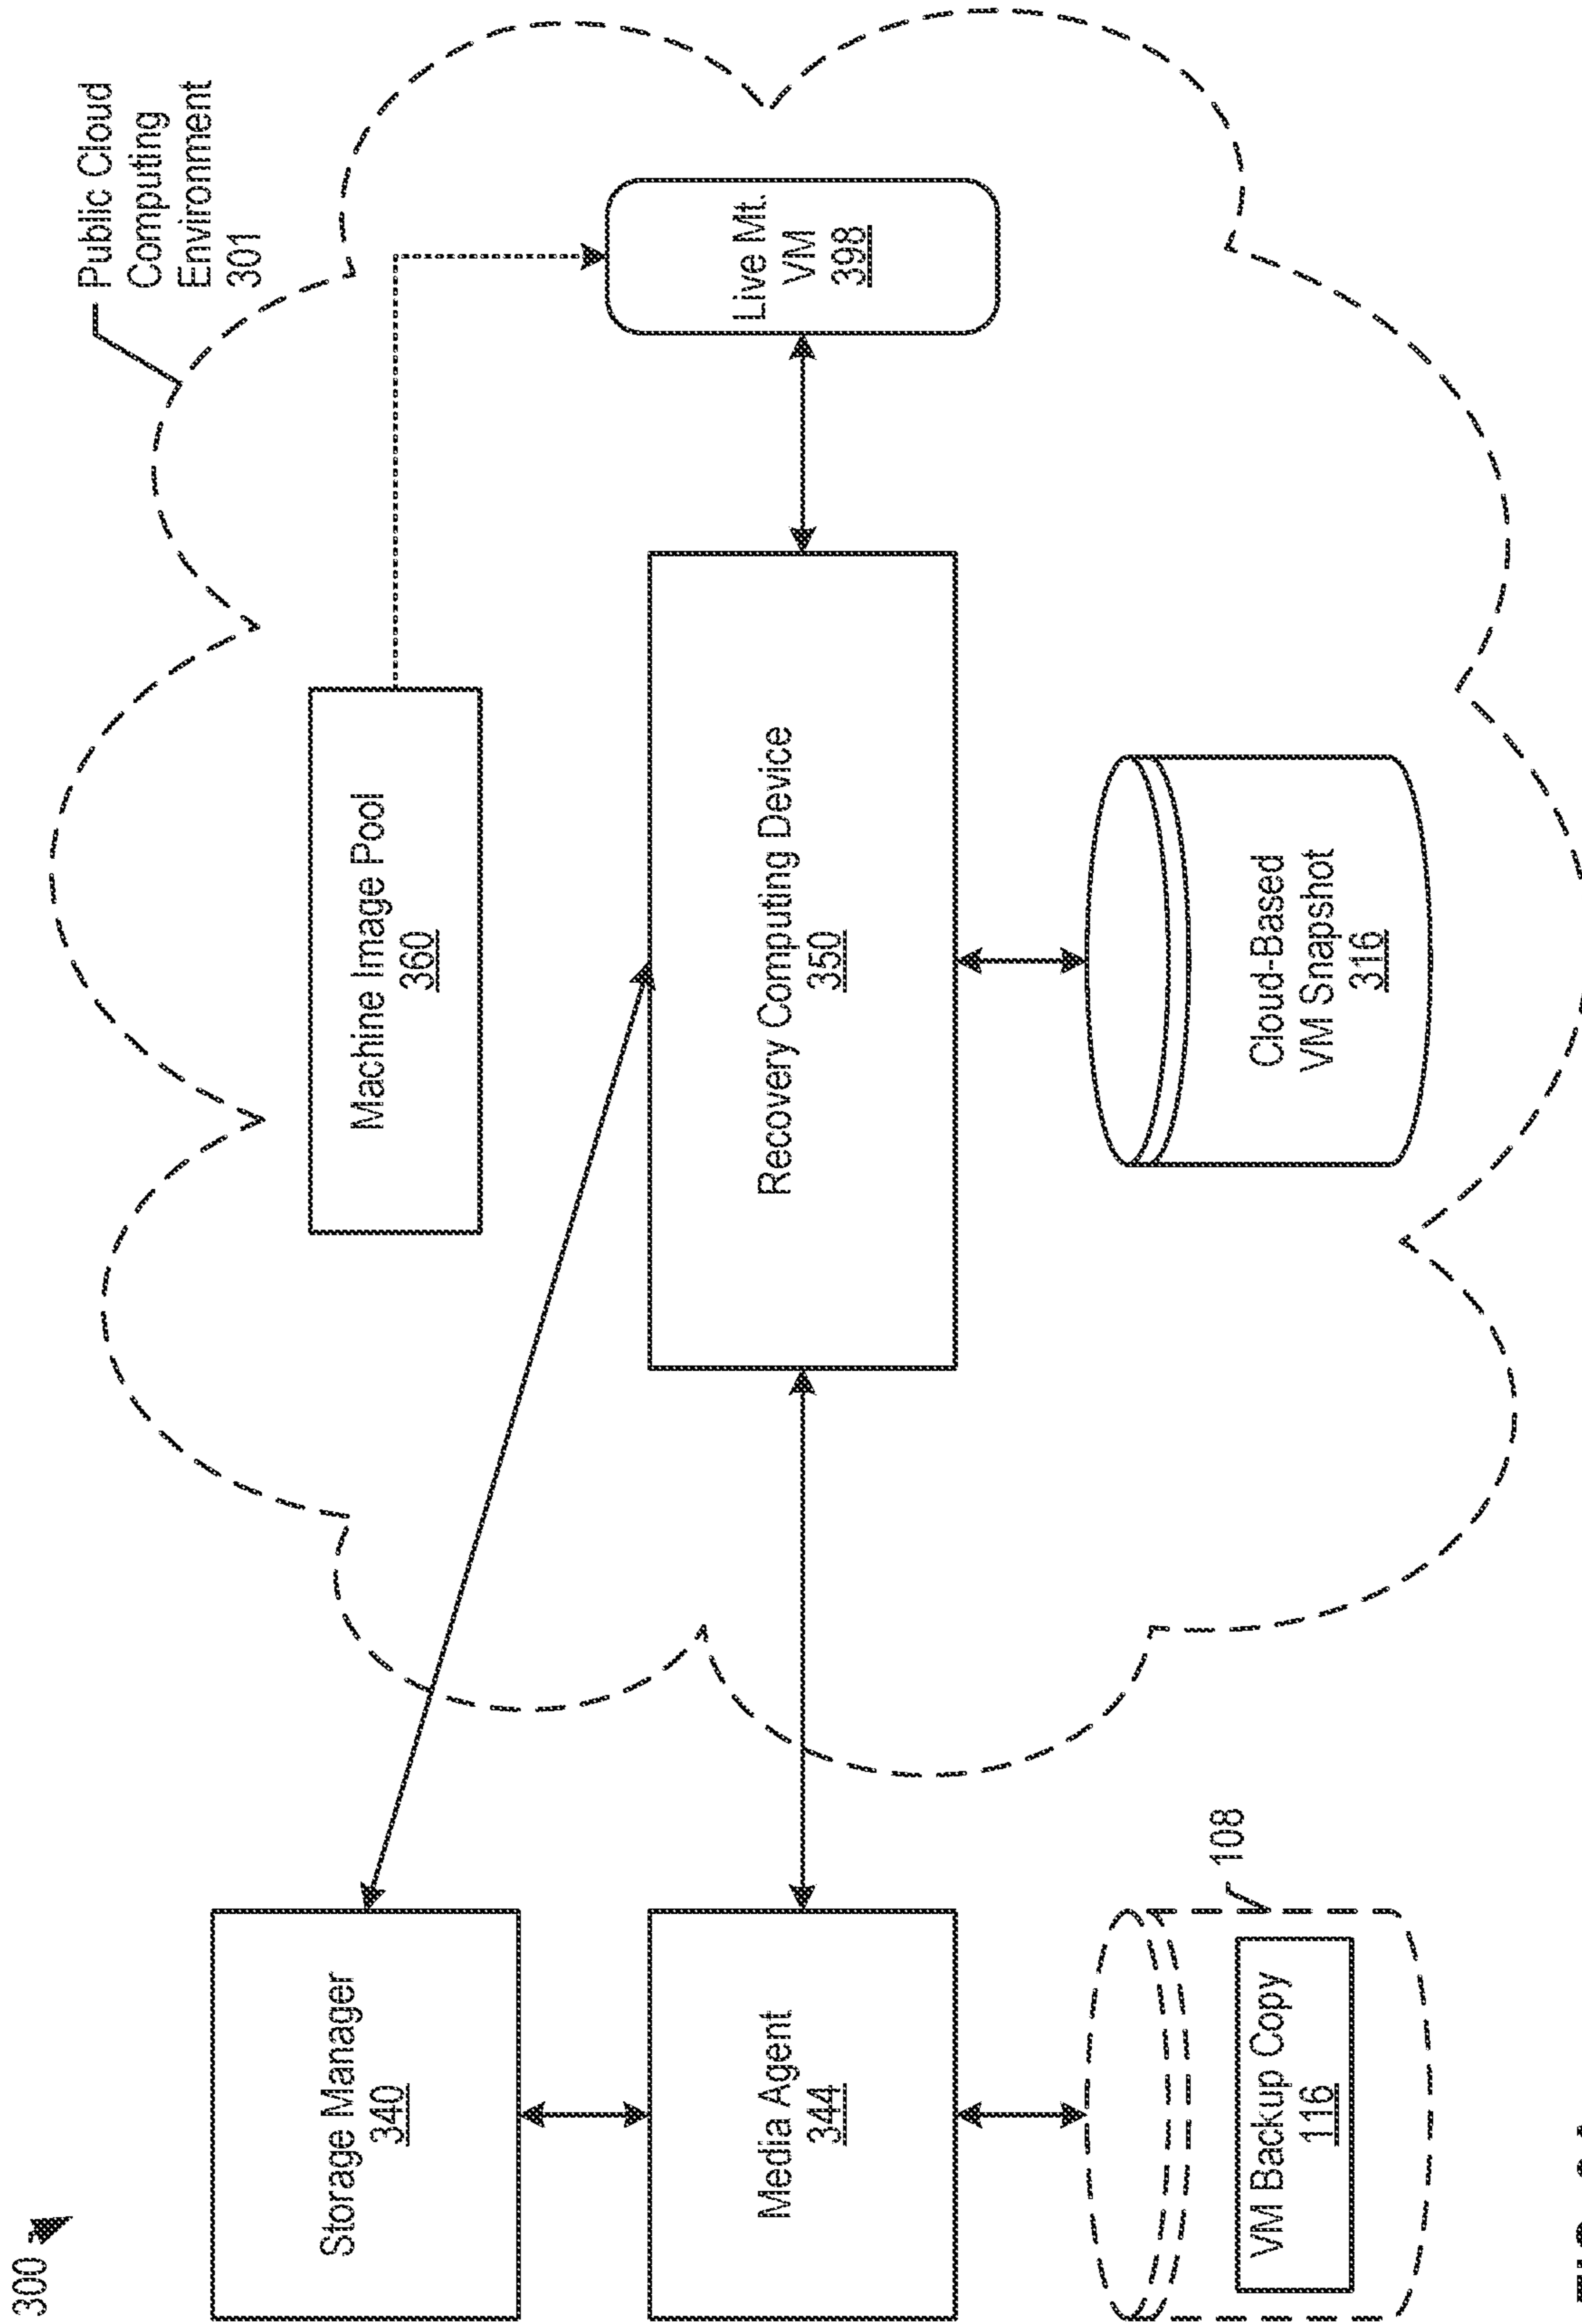 300
Public Cloud
Computing
Environment
301
Storage Manager
340
Machine Image Pool
360
Media Agent
344
Recovery Computing Device
350
Live Mt.
VM
398
108
VM Backup Copy
116
Cloud-Based
VM Snapshot
316